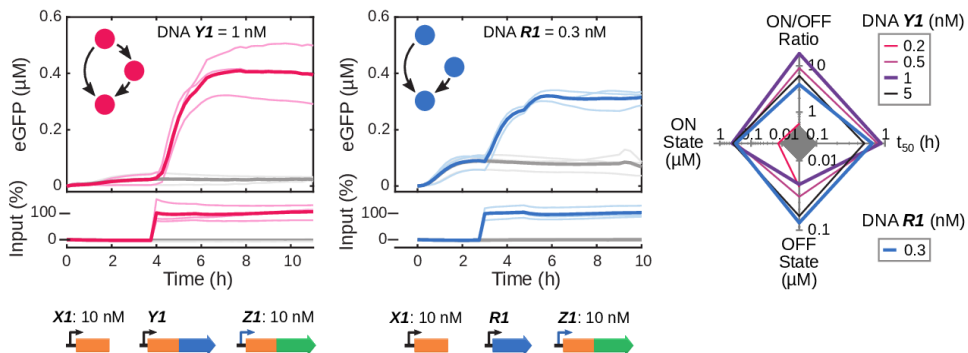 DNA Y1 = 1 nM
eGFP (µM)
0.6
0.4
0.2
0.0
Input (%)
100
0
0 2 4 6 8 10
Time (h)
X1: 10 nM Y1 Z1: 10 nM
DNA R1 = 0.3 nM
eGFP (µM)
0.6
0.4
0.2
0.0
Input (%)
100
0
0 2 4 6 8 10
Time (h)
X1: 10 nM R1 Z1: 10 nM
ON/OFF
Ratio
10
1
ON
State
(µM)
1 0.1 0.01 0.1 1
t50 (h)
0.01
0.1
OFF
State
(µM)
DNA Y1 (nM)
0.2
0.5
1
5
DNA R1 (nM)
0.3